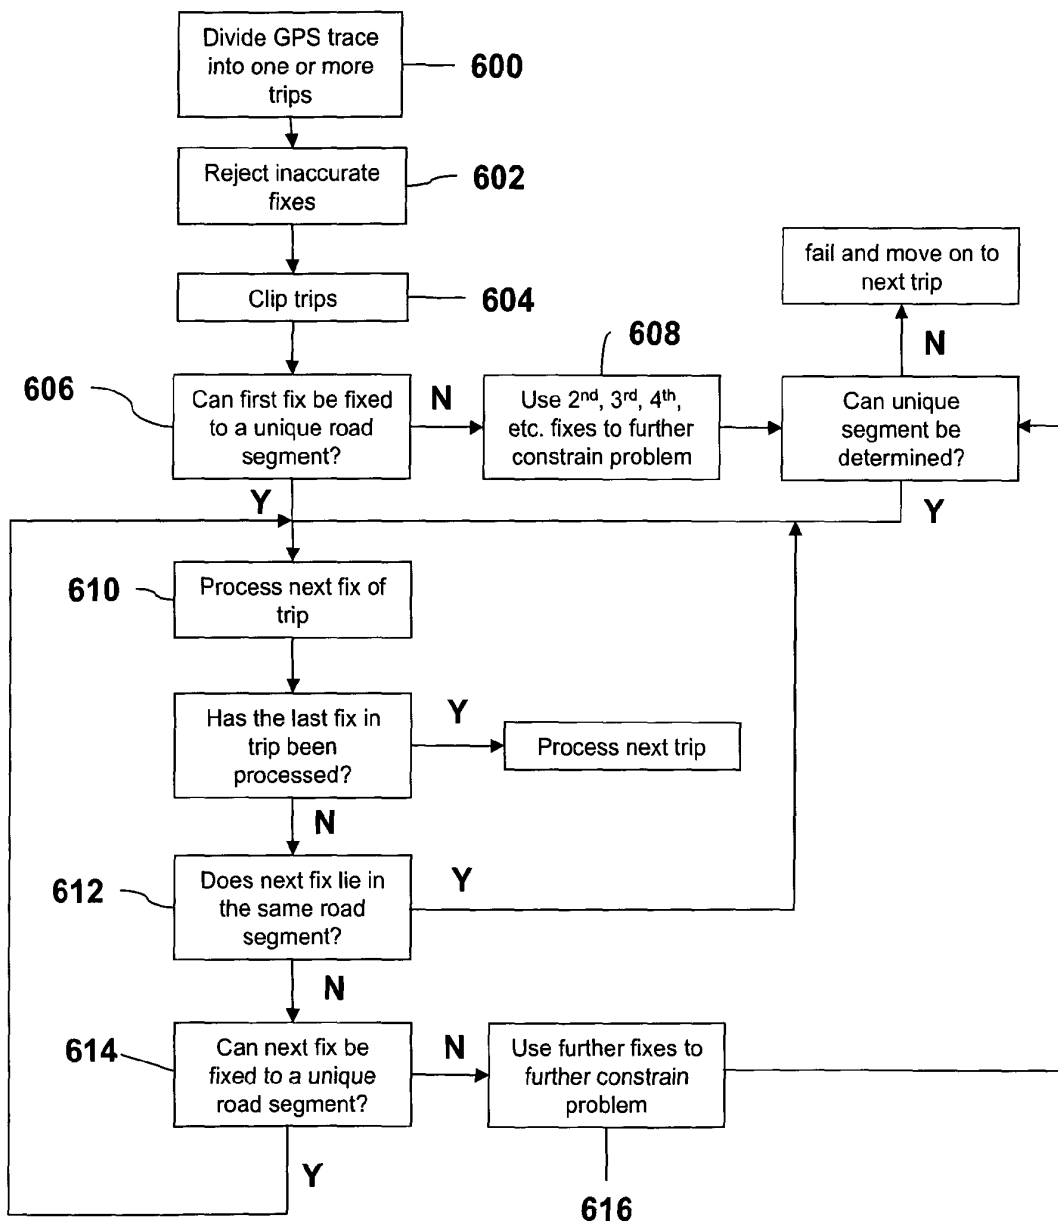 Divide GPS trace
into one or more
trips
600
Reject inaccurate
fixes
602
Clip trips
604
fail and move on to
next trip
N
608
606
Can first fix be fixed
to a unique road
segment?
N
Use 2nd, 3rd, 4th,
etc. fixes to further
constrain problem
Can unique
segment be
determined?
Y
Y
610
Process next fix of
trip
Has the last fix in
trip been
processed?
Y
Process next trip
N
612
Does next fix lie in
the same road
segment?
Y
N
614
Can next fix be
fixed to a unique
road segment?
N
Use further fixes to
further constrain
problem
Y
616